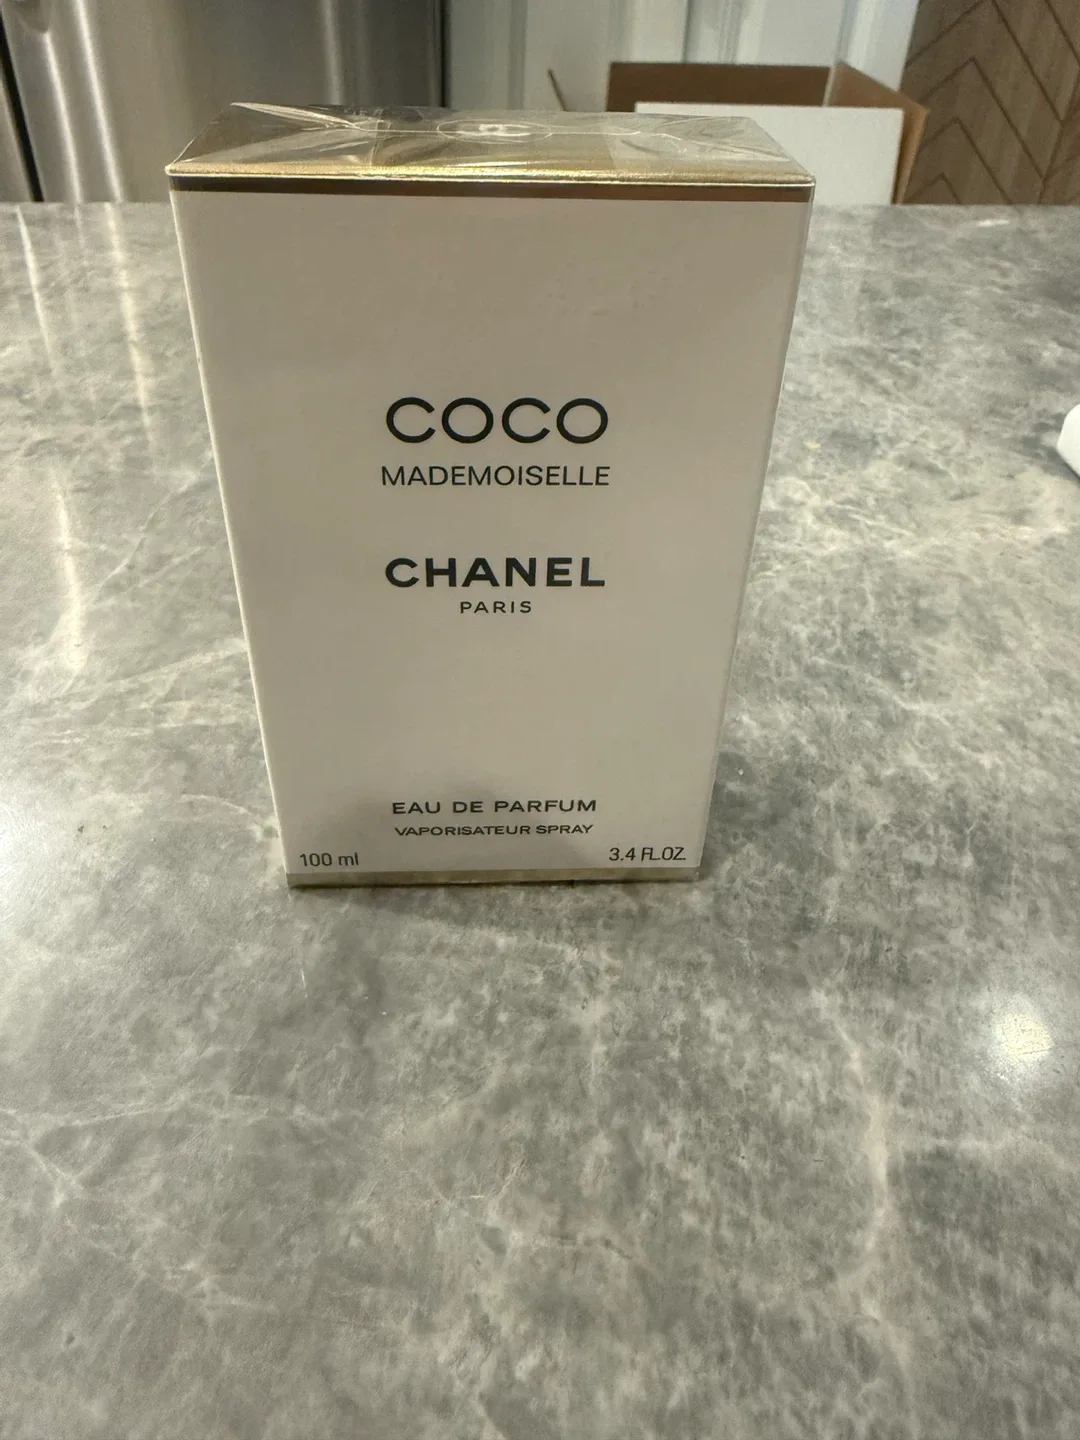 COCO
MADEMOISELLE
CHANEL
PARIS
EAU DE PARFUM
VAPORISATEUR SPRAY
100 ml 3.4 FL.OZ.